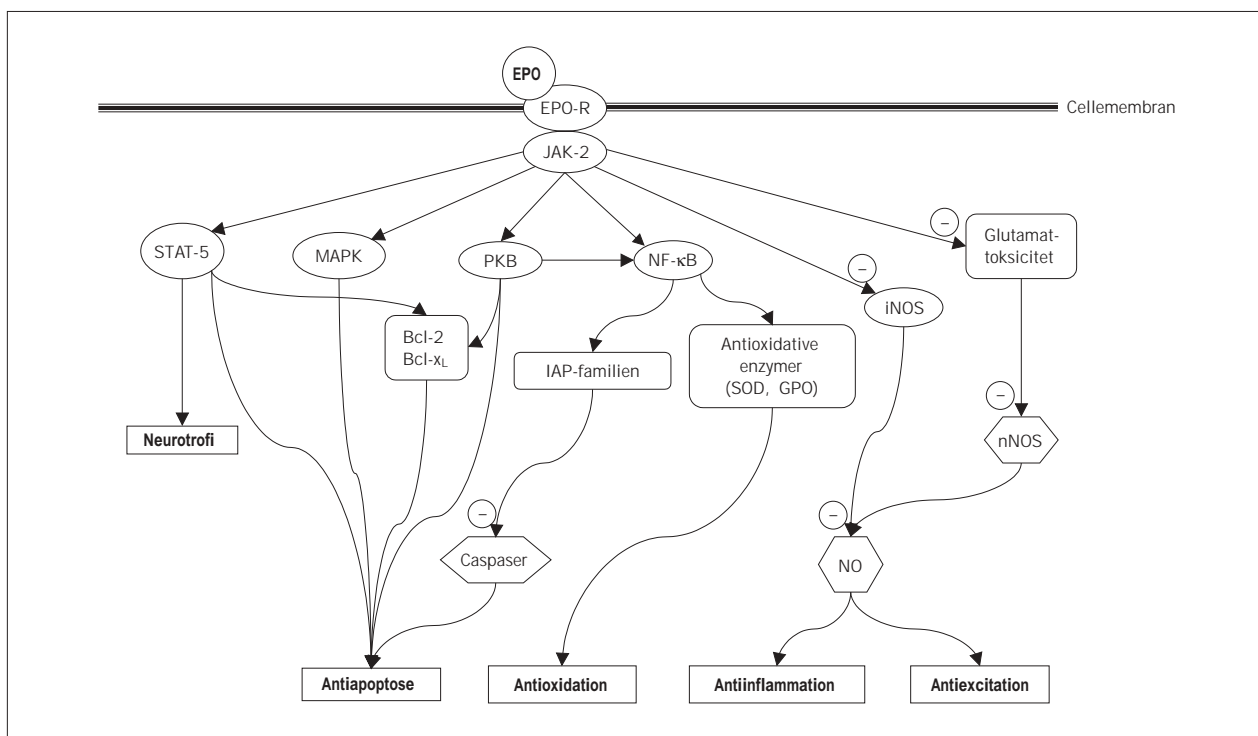 EPO
EPO-R
Cellemembran
JAK-2
STAT-5
MAPK
PKB
NF-κB
–
Glutamat-
toksicitet
–
iNOS
Bcl-2
Bcl-xL
IAP-familien
Antioxidative
enzymer
(SOD, GPO)
–
nNOS
Neurotrofi
–
Caspaser
–
NO
Antiapoptose
Antioxidation
Antiinflammation
Antiexcitation